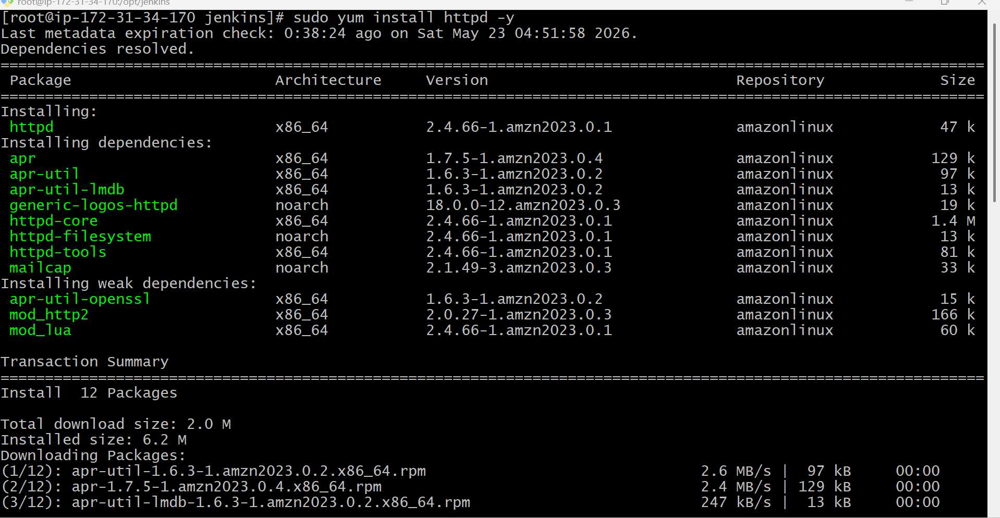 root@ip-172-31-34-170:/opt/jenkins
[root@ip-172-31-34-170 jenkins]# sudo yum install httpd -y
Last metadata expiration check: 0:38:24 ago on Sat May 23 04:51:58 2026.
Dependencies resolved.
================================================================================================================
Package Architecture Version Repository Size
================================================================================================================
Installing:
httpd x86_64 2.4.66-1.amzn2023.0.1 amazonlinux 47 k
Installing dependencies:
apr x86_64 1.7.5-1.amzn2023.0.4 amazonlinux 129 k
apr-util x86_64 1.6.3-1.amzn2023.0.2 amazonlinux 97 k
apr-util-lmdb x86_64 1.6.3-1.amzn2023.0.2 amazonlinux 13 k
generic-logos-httpd noarch 18.0.0-12.amzn2023.0.3 amazonlinux 19 k
httpd-core x86_64 2.4.66-1.amzn2023.0.1 amazonlinux 1.4 M
httpd-filesystem noarch 2.4.66-1.amzn2023.0.1 amazonlinux 13 k
httpd-tools x86_64 2.4.66-1.amzn2023.0.1 amazonlinux 81 k
mailcap noarch 2.1.49-3.amzn2023.0.3 amazonlinux 33 k
Installing weak dependencies:
apr-util-openssl x86_64 1.6.3-1.amzn2023.0.2 amazonlinux 15 k
mod_http2 x86_64 2.0.27-1.amzn2023.0.3 amazonlinux 166 k
mod_lua x86_64 2.4.66-1.amzn2023.0.1 amazonlinux 60 k
Transaction Summary
================================================================================================================
Install  12 Packages
Total download size: 2.0 M
Installed size: 6.2 M
Downloading Packages:
(1/12): apr-util-1.6.3-1.amzn2023.0.2.x86_64.rpm 2.6 MB/s | 97 kB 00:00
(2/12): apr-1.7.5-1.amzn2023.0.4.x86_64.rpm 2.4 MB/s | 129 kB 00:00
(3/12): apr-util-lmdb-1.6.3-1.amzn2023.0.2.x86_64.rpm 247 kB/s | 13 kB 00:00